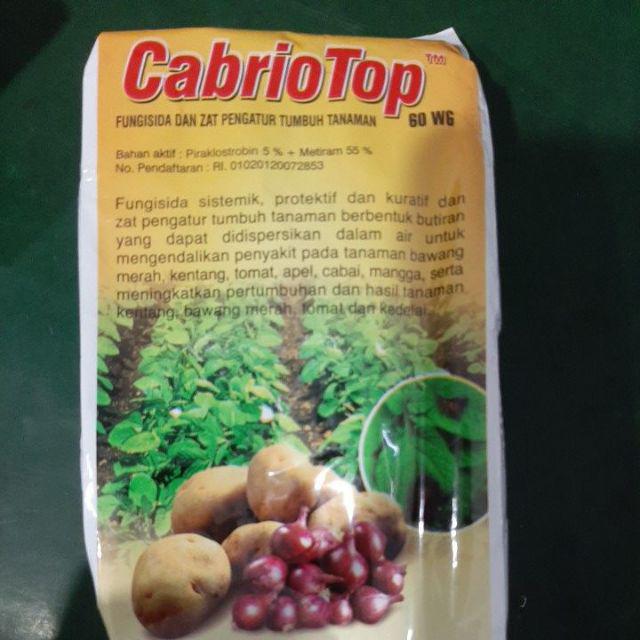 CabrioTop™
FUNGISIDA DAN ZAT PENGATUR TUMBUH TANAMAN 60 WG
Bahan aktif : Piraklostrobin 5 % + Metiram 55 %
No. Pendaftaran : RI. 01020120072853
Fungisida sistemik, protektif dan kuratif dan
zat pengatur tumbuh tanaman berbentuk butiran
yang dapat didispersikan dalam air untuk
mengendalikan penyakit pada tanaman bawang
merah, kentang, tomat, apel, cabai, mangga, serta
meningkatkan pertumbuhan dan hasil tanaman
kentang, bawang merah, tomat dan kedelai.